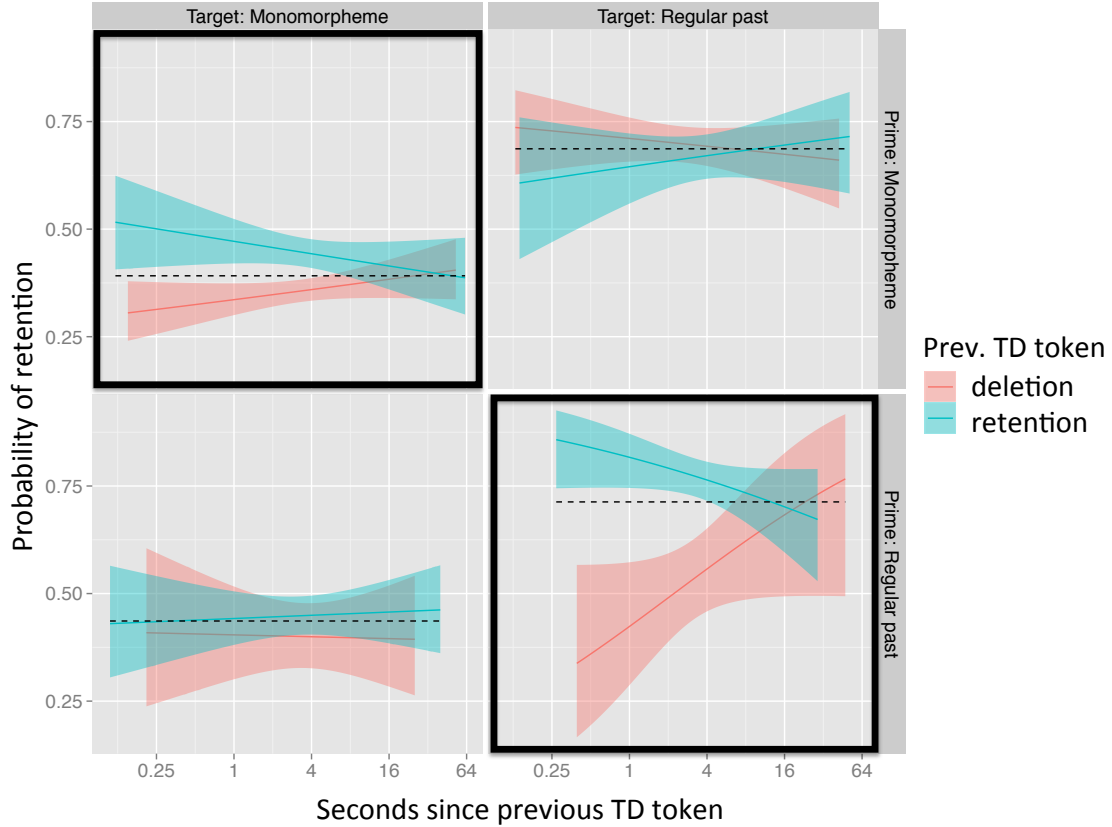 Target: Monomorpheme
Target: Regular past
0.75
0.50
0.25
Prime: Monomorpheme
0.75
0.50
0.25
Prime: Regular past
Probability of retention
0.25 1 4 16 64
0.25 1 4 16 64
Seconds since previous TD token
Prev. TD token
deletion
retention